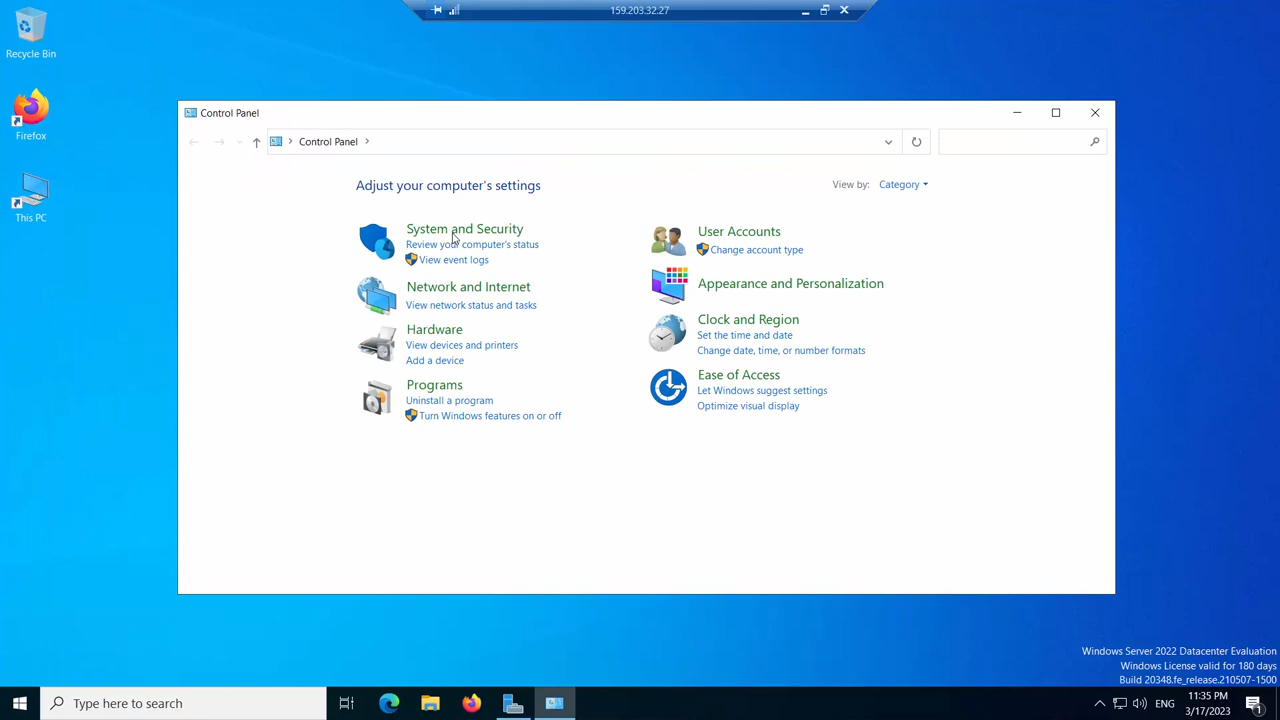 159.203.32.27
Recycle Bin
Firefox
This PC
Control Panel
Control Panel
Adjust your computer's settings
View by: Category
System and Security
Review your computer's status
View event logs
Network and Internet
View network status and tasks
Hardware
View devices and printers
Add a device
Programs
Uninstall a program
Turn Windows features on or off
User Accounts
Change account type
Appearance and Personalization
Clock and Region
Set the time and date
Change date, time, or number formats
Ease of Access
Let Windows suggest settings
Optimize visual display
Windows Server 2022 Datacenter Evaluation
Windows License valid for 180 days
Build 20348.fe_release.210507-1500
Type here to search
ENG
11:35 PM
3/17/2023
1